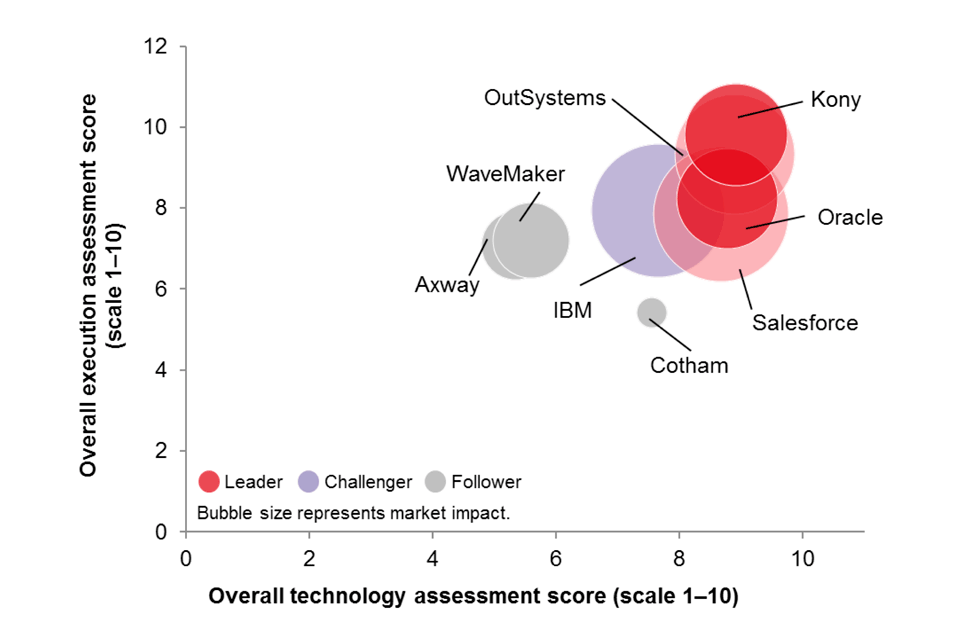 12
10
8
6
4
2
0
0
2
4
6
8
10
Overall execution assessment score
(scale 1–10)
Overall technology assessment score (scale 1–10)
OutSystems
Kony
WaveMaker
Oracle
Axway
IBM
Salesforce
Cotham
Leader
Challenger
Follower
Bubble size represents market impact.